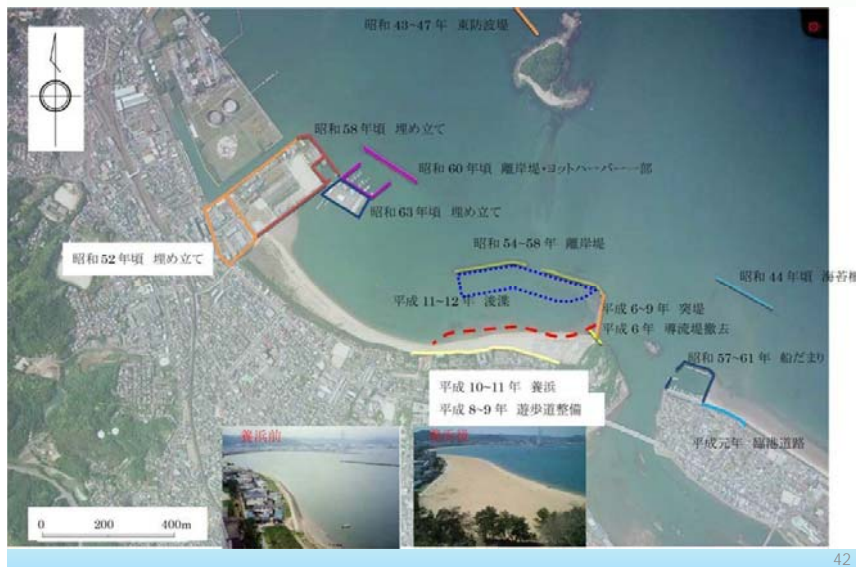 昭和 43~47 年 東防波堤
昭和 58 年頃 埋め立て
昭和 60 年頃 離岸堤・ヨットハーバー一部
昭和 63 年頃 埋め立て
昭和 52 年頃 埋め立て
昭和 54~58 年 離岸堤
昭和 44 年頃 海苔
平成 11~12 年 浚渫
平成 6~9 年 突堤
平成 6 年 導流堤撤去
昭和 57~61 年 船だまり
平成 10~11 年 養浜
平成 8~9 年 遊歩道整備
平成元年 臨港道路
養浜前
養浜後
0 200 400m
42